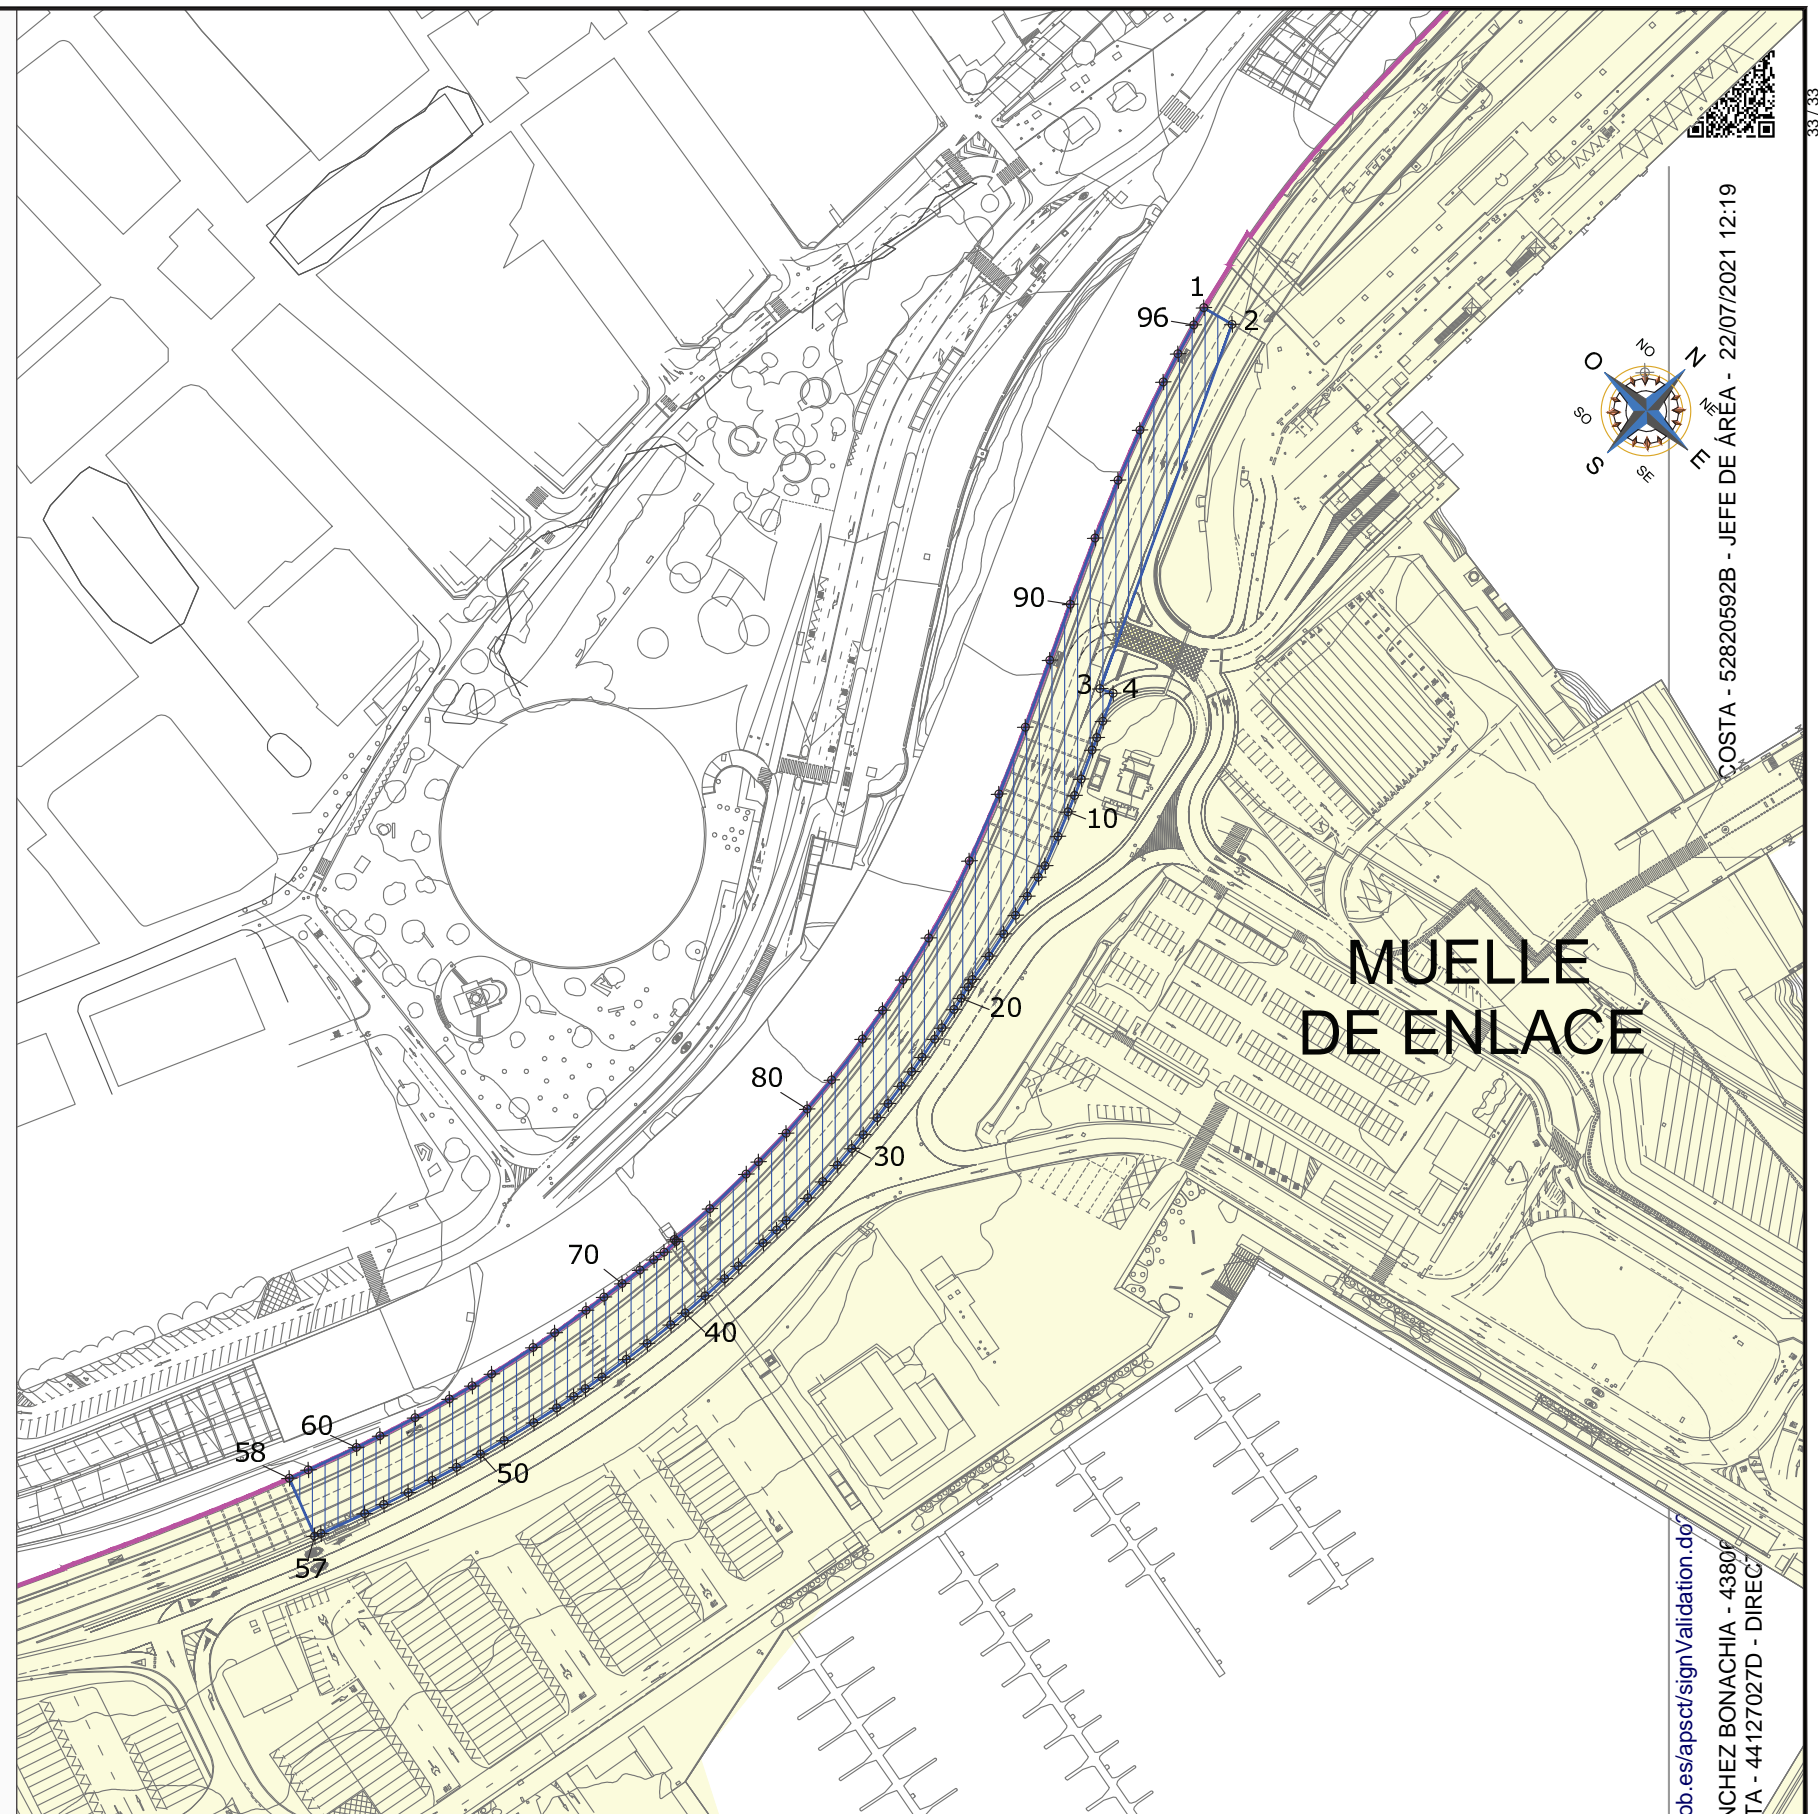 33 / 33
COSTA - 52820592B - JEFE DE ÁREA - 22/07/2021 12:19
1
96
2
NO
N
O
NE
SO
E
S
SE
90
3
4
10
MUELLE
DE ENLACE
20
80
30
70
40
60
58
50
57
ob.es/apsct/signValidation.do?
NCHEZ BONACHIA - 43806
TA - 44127027D - DIREC